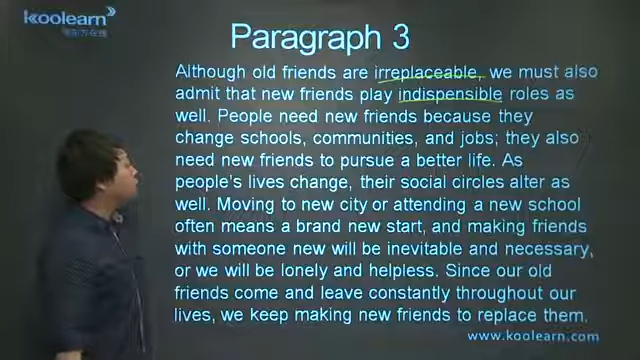 koolearn
新东方在线
Paragraph 3
Although old friends are irreplaceable, we must also
admit that new friends play indispensible roles as
well. People need new friends because they
change schools, communities, and jobs; they also
need new friends to pursue a better life. As
people's lives change, their social circles alter as
well. Moving to new city or attending a new school
often means a brand new start, and making friends
with someone new will be inevitable and necessary,
or we will be lonely and helpless. Since our old
friends come and leave constantly throughout our
lives, we keep making new friends to replace them.
www.koolearn.com